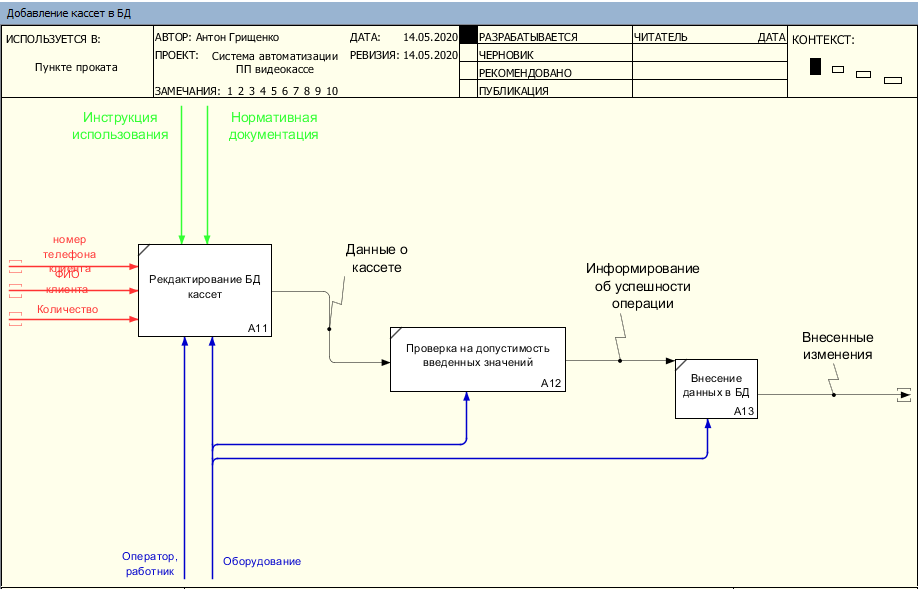 Добавление кассет в БД
ИСПОЛЬЗУЕТСЯ В:
Пункте проката
АВТОР: Антон Грищенко
ДАТА: 14.05.2020
ПРОЕКТ: Система автоматизации
ПП видеокассе
РЕВИЗИЯ: 14.05.2020
ЗАМЕЧАНИЯ: 1 2 3 4 5 6 7 8 9 10
РАЗРАБАТЫВАЕТСЯ
ЧЕРНОВИК
РЕКОМЕНДОВАНО
ПУБЛИКАЦИЯ
ЧИТАТЕЛЬ
ДАТА
КОНТЕКСТ:
Инструкция
использования
Нормативная
документация
номер
телефона
клиента
ФИО
клиента
Количество
Рекдактирование БД
кассет
A11
Данные о
кассете
Проверка на допустимость
введенных значений
A12
Информирование
об успешности
операции
Внесение
данных в БД
A13
Внесенные
изменения
Оператор,
работник
Оборудование